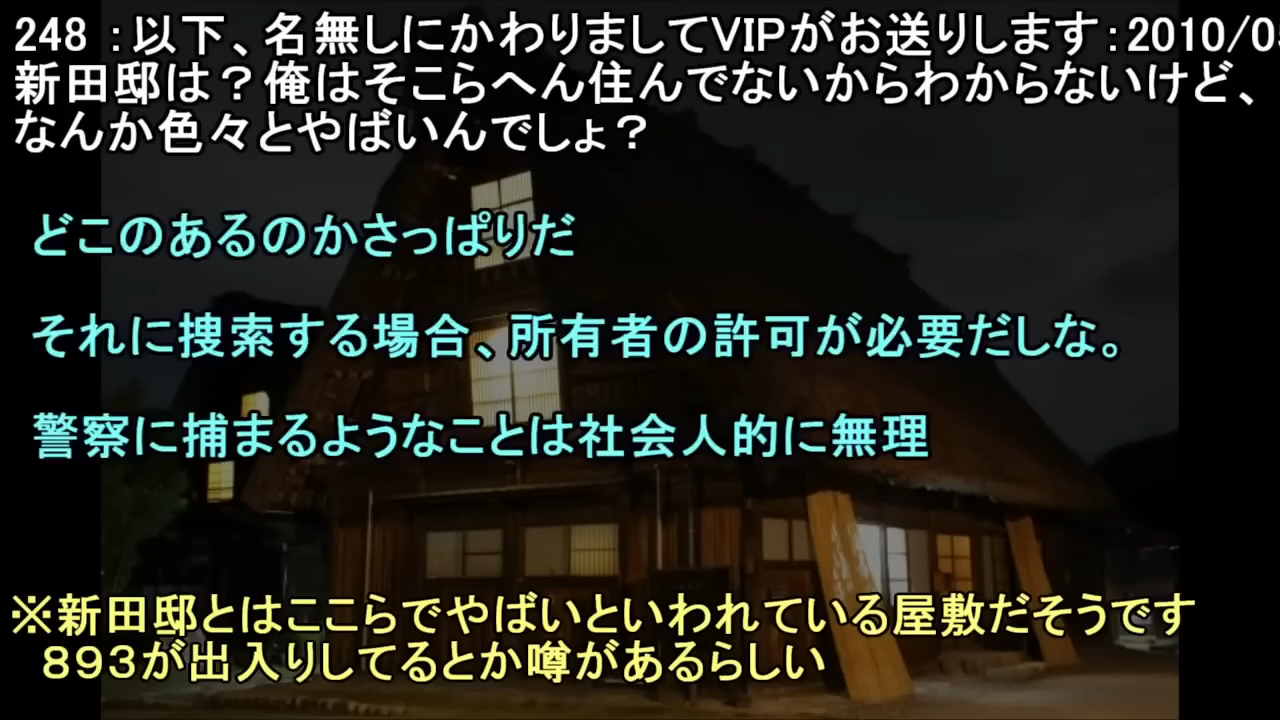 248 ：以下、名無しにかわりましてVIPがお送りします：2010/0
新田邸は？俺はそこらへん住んでないからわからないけど、
なんか色々とやばいんでしょ？
どこのあるのかさっぱりだ
それに捜索する場合、所有者の許可が必要だしな。
警察に捕まるようなことは社会人的に無理
※新田邸とはここらでやばいといわれている屋敷だそうです
８９３が出入りしてるとか噂があるらしい